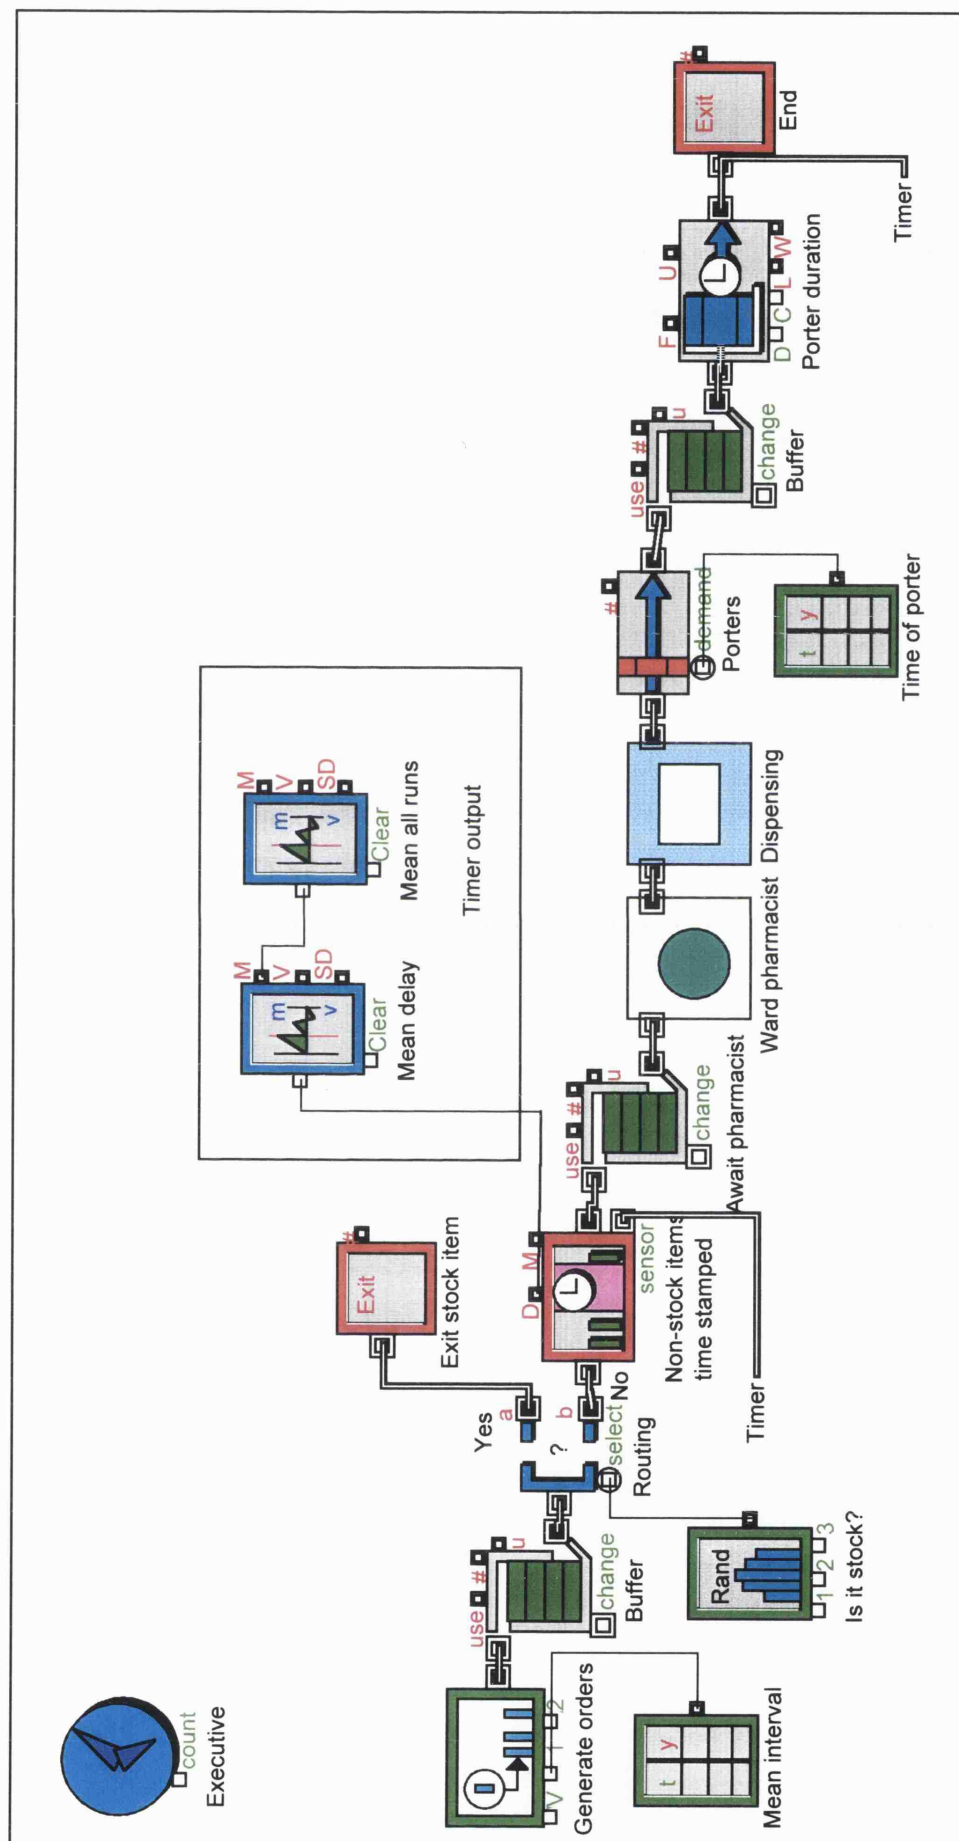 count
Executive
V
1
2
Generate orders
t
y
Mean interval
use
#
u
change
Buffer
Rand
1
2
3
Is it stock?
Yes
a
?
b
No
select
Routing
Exit
#
Exit stock item
D
M
sensor
Non-stock items
time stamped
Timer
M
V
SD
m
v
Clear
Mean delay
M
V
SD
m
v
Clear
Mean all runs
Timer output
use
#
u
change
Await pharmacist
Ward pharmacist
Dispensing
#
demand
Porters
t
y
Time of porter
use
#
u
change
Buffer
F
U
D
C
L
W
Porter duration
Exit
#
End
Timer